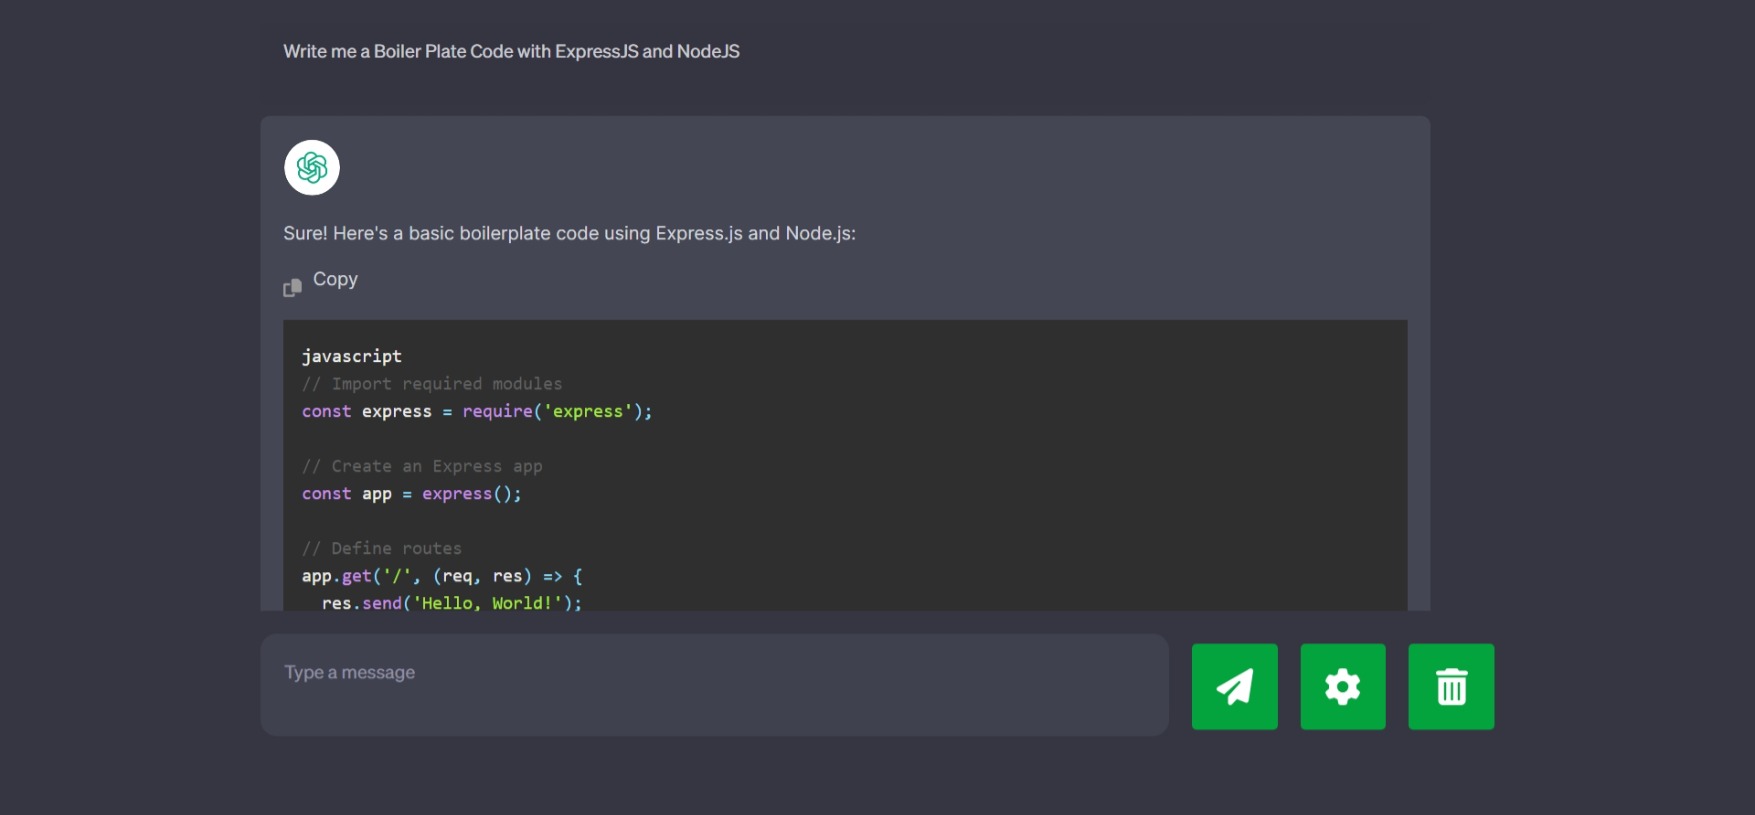 Write me a Boiler Plate Code with ExpressJS and NodeJS
Sure! Here's a basic boilerplate code using Express.js and Node.js:
Copy
javascript
// Import required modules
const express = require('express');
// Create an Express app
const app = express();
// Define routes
app.get('/', (req, res) => {
  res.send('Hello, World!');
Type a message